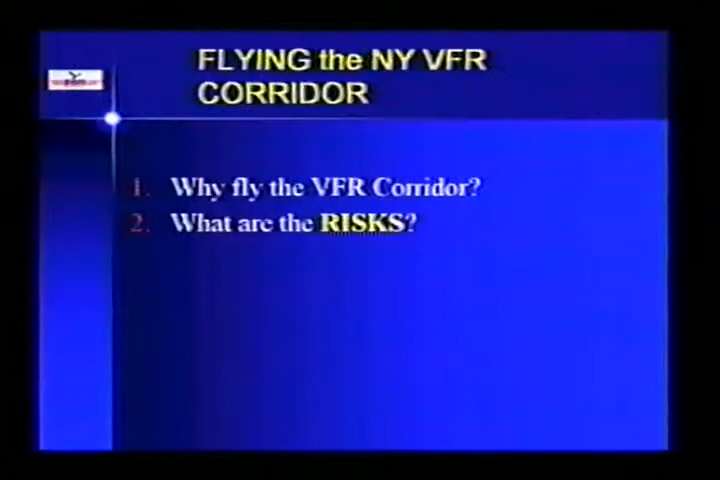 FLYING the NY VFR
CORRIDOR
1. Why fly the VFR Corridor?
2. What are the RISKS?